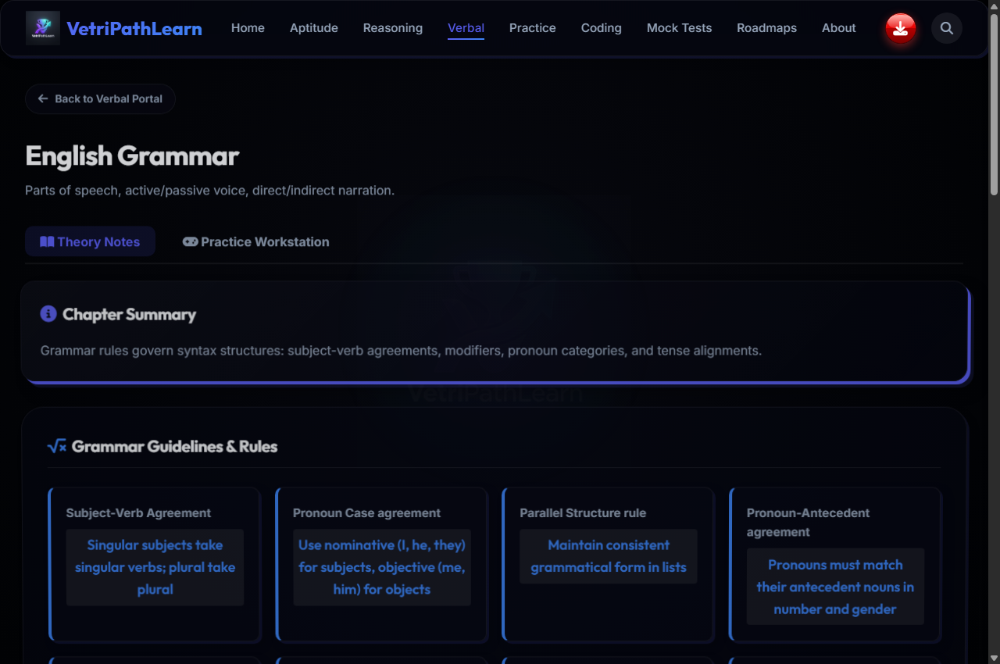 VetriPathLearn
Home
Aptitude
Reasoning
Verbal
Practice
Coding
Mock Tests
Roadmaps
About
Back to Verbal Portal
English Grammar
Parts of speech, active/passive voice, direct/indirect narration.
Theory Notes
Practice Workstation
Chapter Summary
Grammar rules govern syntax structures: subject-verb agreements, modifiers, pronoun categories, and tense alignments.
VetriPathLearn
Grammar Guidelines & Rules
Subject-Verb Agreement
Singular subjects take
singular verbs; plural take
plural
Pronoun Case agreement
Use nominative (I, he, they)
for subjects, objective (me,
him) for objects
Parallel Structure rule
Maintain consistent
grammatical form in lists
Pronoun-Antecedent
agreement
Pronouns must match
their antecedent nouns in
number and gender